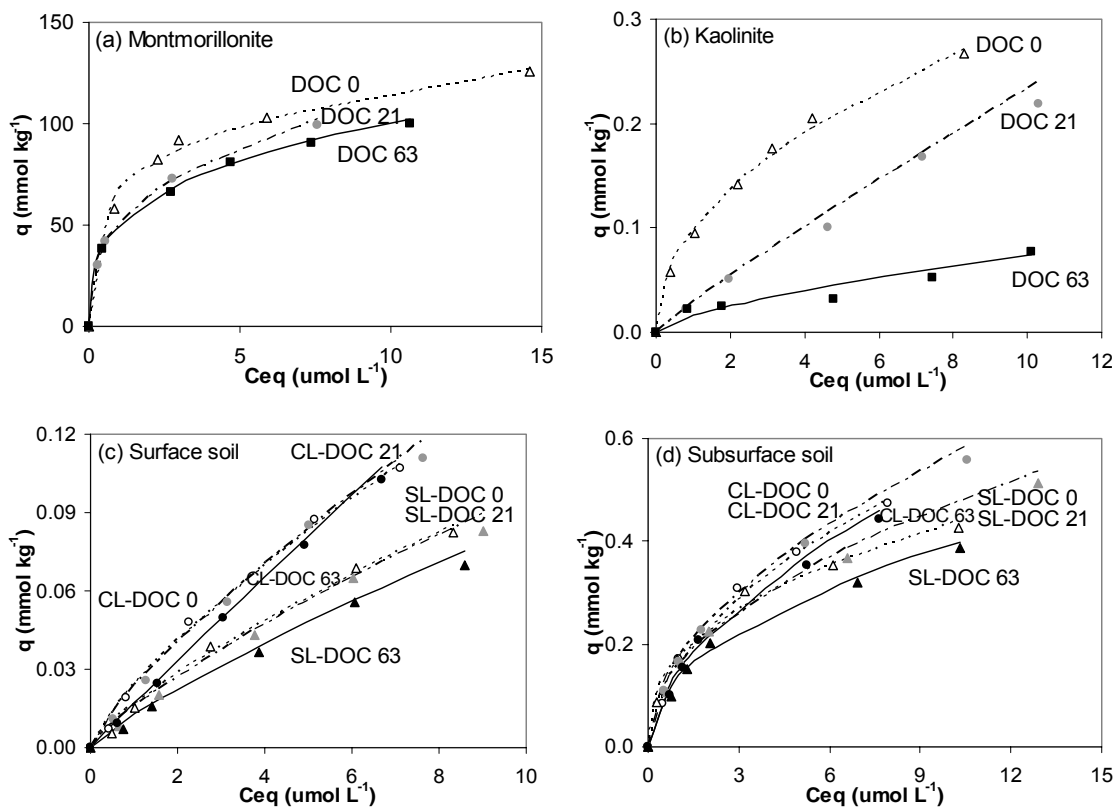 (a) Montmorillonite
DOC 0
DOC 21
DOC 63
q (mmol kg⁻¹)
150
100
50
0
0 5 10 15
Ceq (umol L⁻¹)
(b) Kaolinite
DOC 0
DOC 21
DOC 63
q (mmol kg⁻¹)
0.3
0.2
0.1
0.0
0 2 4 6 8 10 12
Ceq (umol L⁻¹)
(c) Surface soil
CL-DOC 21
SL-DOC 0
SL-DOC 21
CL-DOC 63
CL-DOC 0
SL-DOC 63
q (mmol kg⁻¹)
0.12
0.09
0.06
0.03
0.00
0 2 4 6 8 10
Ceq (umol L⁻¹)
(d) Subsurface soil
CL-DOC 0
CL-DOC 21
CL-DOC 63
SL-DOC 0
SL-DOC 21
SL-DOC 63
q (mmol kg⁻¹)
0.6
0.4
0.2
0.0
0 3 6 9 12 15
Ceq (umol L⁻¹)